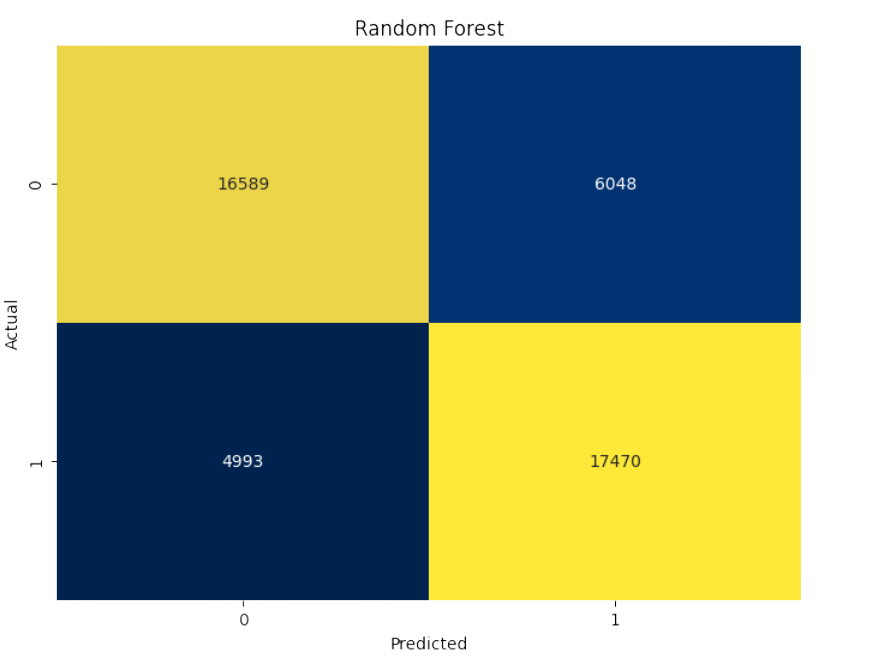 Random Forest
Actual
0
16589
6048
1
4993
17470
0
1
Predicted